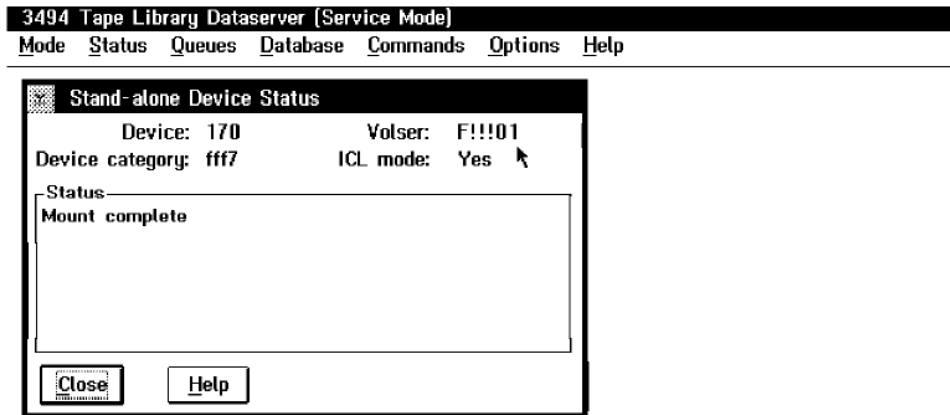 3494 Tape Library Dataserver (Service Mode)
Mode Status Queues Database Commands Options Help
Stand-alone Device Status
Device: 170 Volser: F!!!01
Device category: fff7 ICL mode: Yes
Status
Mount complete
Close Help